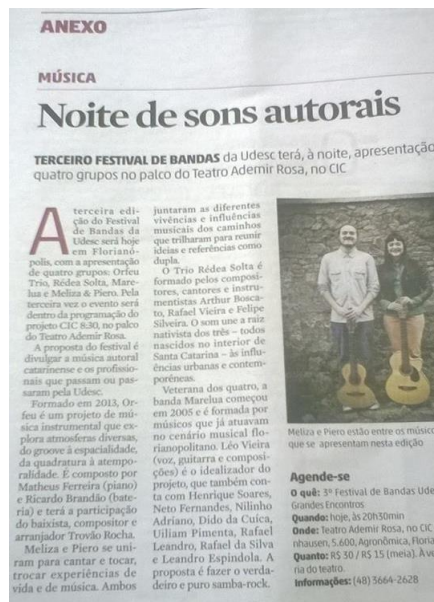 ANEXO
MÚSICA
Noite de sons autorais
TERCEIRO FESTIVAL DE BANDAS da Udesc terá, à noite, apresentação
quatro grupos no palco do Teatro Ademir Rosa, no CIC
A terceira edi-
ção do Festival
de Bandas da
Udesc será hoje
em Florianó-
polis, com a apresentação
de quatro grupos: Orfeu
Trio, Rédea Solta, Mare-
lua e Meliza & Piero. Pela
terceira vez o evento será
dentro da programação do
projeto CIC 8:30, no palco
do Teatro Ademir Rosa.
A proposta do festival é
divulgar a música autoral
catarinense e os profissio-
nais que passam ou pas-
saram pela Udesc.
Formado em 2013, Or-
feu é um projeto de mú-
sica instrumental que ex-
plora atmosferas diversas,
do groove à espacialidade,
da quadratura à atempo-
ralidade. É composto por
Matheus Ferreira (piano)
e Ricardo Brandão (bate-
ria) e terá a participação
do baixista, compositor e
arranjador Trovão Rocha.
Meliza e Piero se uni-
ram para cantar e tocar,
trocar experiências de
vida e de música. Ambos
juntaram as diferentes
vivências e influências
musicais dos caminhos
que trilharam para reunir
ideias e referências como
dupla.
O Trio Rédea Solta é
formado pelos composito-
res, cantores e instru-
mentistas Arthur Bosca-
to, Rafael Vieira e Felipe
Silveira. O som une a raiz
nativista dos três – todos
nascidos no interior de
Santa Catarina – às in-
fluências urbanas e contem-
porâneas.
Veterana dos quatro, a
banda Marelua começou
em 2005 e é formada por
músicos que já atuavam
no cenário musical flo-
rianopolitano. Léo Vieira
(voz, guitarra e composi-
ções) é o idealizador do
projeto, que também con-
ta com Henrique Soares,
Neto Fernandes, Nilinho
Adriano, Dido da Cuíca,
Uiliam Pimenta, Rafael
Leandro, Rafael da Silva
e Leandro Espindola. A
proposta é fazer o verda-
deiro e puro samba-rock.
Meliza e Piero estão entre os músico
que se apresentam nesta edição
Agende-se
O quê: 3º Festival de Bandas Ude
Grandes Encontros
Quando: hoje, às 20h30min
Onde: Teatro Ademir Rosa, no CIC
nhausen, 5.600, Agronômica, Floria
Quanto: R$ 30 / R$ 15 (meia). À ve
ria do teatro.
Informações: (48) 3664-2628